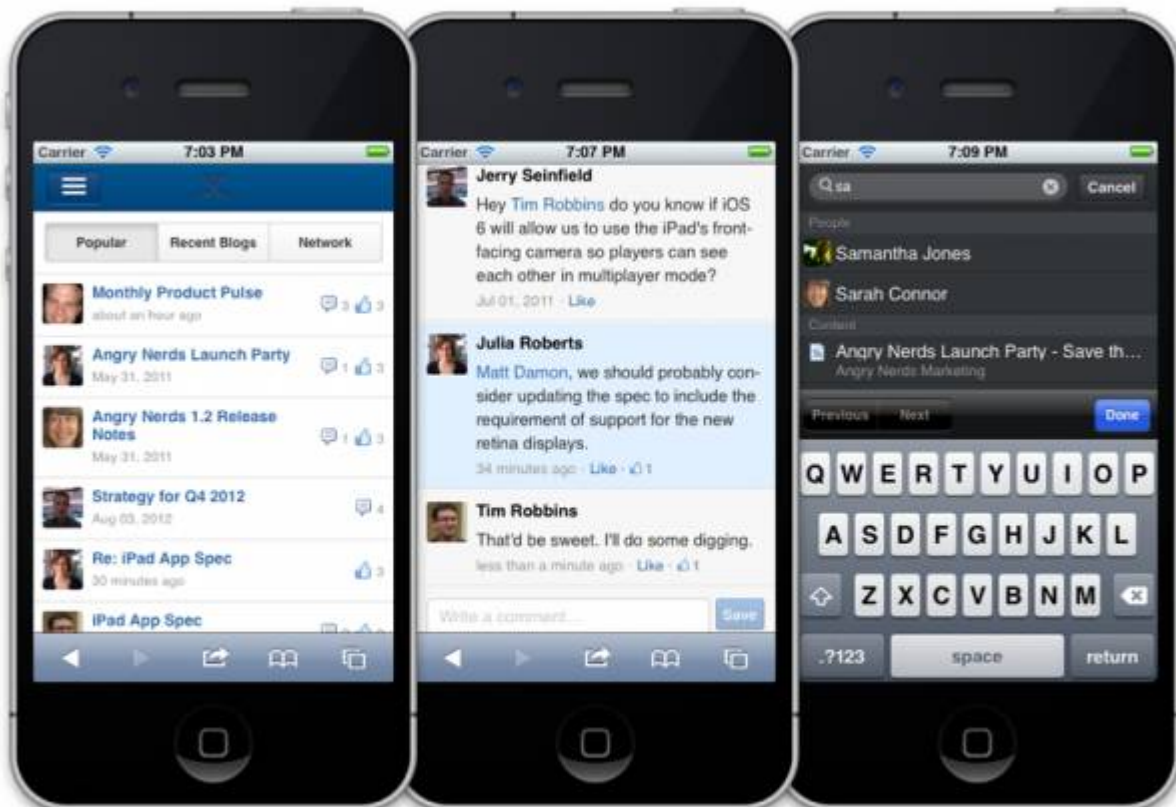 Carrier
7:03 PM
Popular
Recent Blogs
Network
Monthly Product Pulse
about an hour ago
3
3
Angry Nerds Launch Party
May 31, 2011
1
3
Angry Nerds 1.2 Release
Notes
May 31, 2011
1
3
Strategy for Q4 2012
Aug 03, 2012
4
Re: iPad App Spec
30 minutes ago
3
iPad App Spec
Carrier
7:07 PM
Jerry Seinfield
Hey Tim Robbins do you know if iOS
6 will allow us to use the iPad's front-
facing camera so players can see
each other in multiplayer mode?
Jul 01, 2011 · Like
Julia Roberts
Matt Damon, we should probably con-
sider updating the spec to include the
requirement of support for the new
retina displays.
34 minutes ago · Like · 1
Tim Robbins
That'd be sweet. I'll do some digging.
less than a minute ago · Like · 1
Write a comment...
Save
Carrier
7:09 PM
sa
Cancel
People
Samantha Jones
Sarah Connor
Content
Angry Nerds Launch Party - Save th...
Angry Nerds Marketing
Previous
Next
Done
Q W E R T Y U I O P
A S D F G H J K L
Z X C V B N M
.?123
space
return